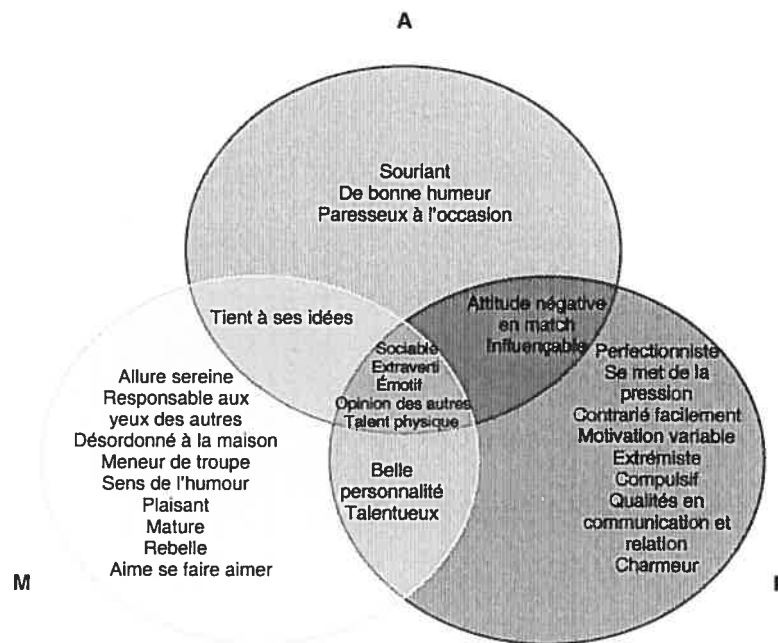 A
Souriant
De bonne humeur
Paresseux à l'occasion
Tient à ses idées
Attitude négative
en match
Influençable
Sociable
Extraverti
Émotif
Opinion des autres
Talent physique
Allure sereine
Responsable aux
yeux des autres
Désordonné à la maison
Meneur de troupe
Sens de l'humour
Plaisant
Mature
Rebelle
Aime se faire aimer
Belle
personnalité
Talentueux
Perfectionniste
Se met de la
pression
Contrarié facilement
Motivation variable
Extrémiste
Compulsif
Qualités en
communication et
relation
Charmeur
M